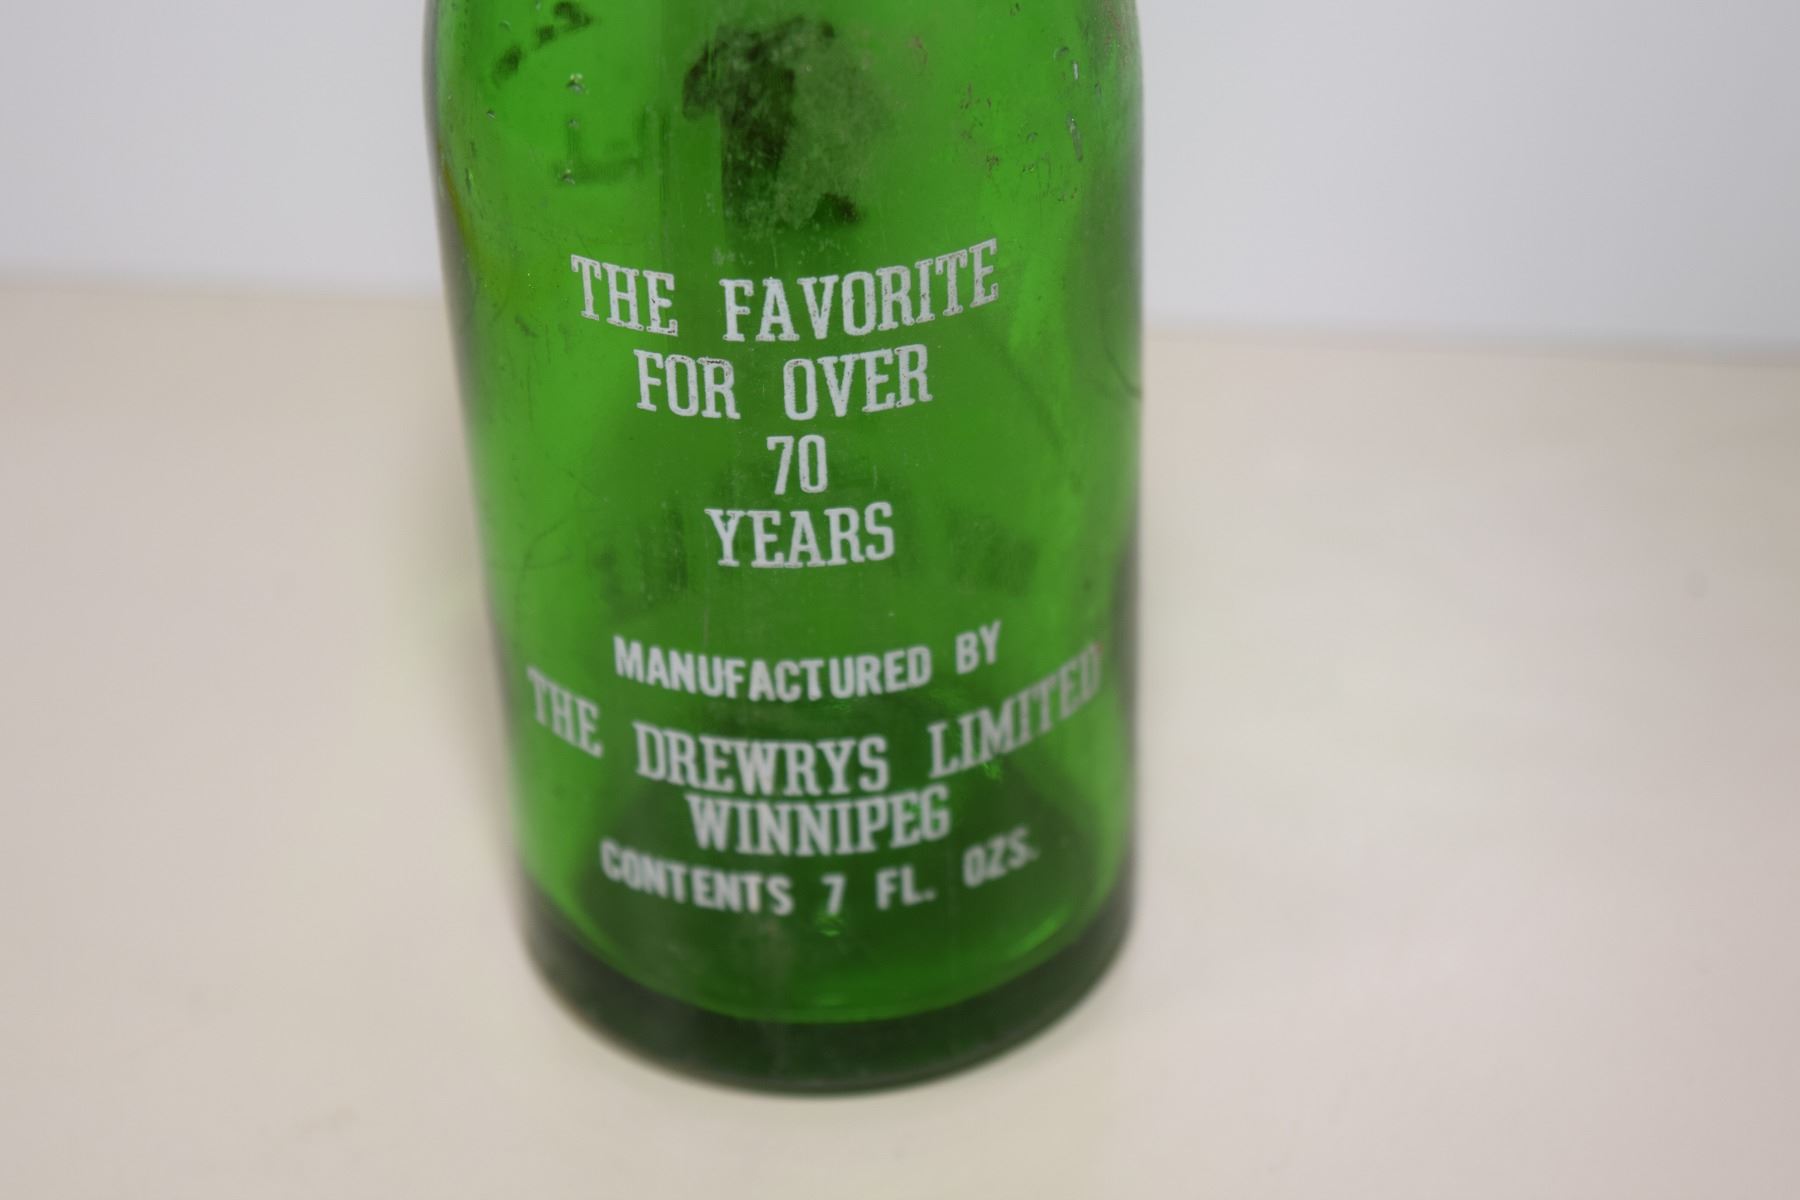 THE FAVORITE
FOR OVER
70
YEARS
MANUFACTURED BY
THE DREWRYS LIMITED
WINNIPEG
CONTENTS 7 FL. OZS.